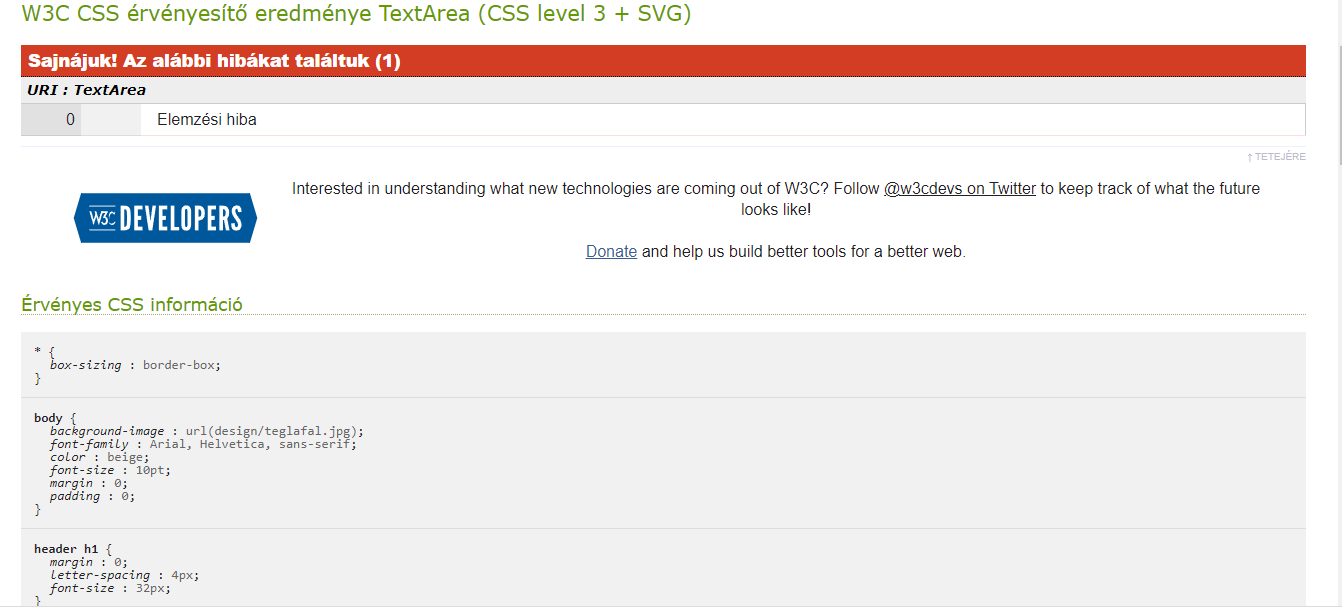 W3C CSS érvényesítő eredménye TextArea (CSS level 3 + SVG)
Sajnájuk! Az alábbi hibákat találtuk (1)
URI : TextArea
0 Elemzési hiba
↑ TETEJÉRE
Interested in understanding what new technologies are coming out of W3C? Follow @w3cdevs on Twitter to keep track of what the future
looks like!
W3C DEVELOPERS
Donate and help us build better tools for a better web.
Érvényes CSS információ
* {
box-sizing : border-box;
}
body {
background-image : url(design/teglafal.jpg);
font-family : Arial, Helvetica, sans-serif;
color : beige;
font-size : 10pt;
margin : 0;
padding : 0;
}
header h1 {
margin : 0;
letter-spacing : 4px;
font-size : 32px;
}